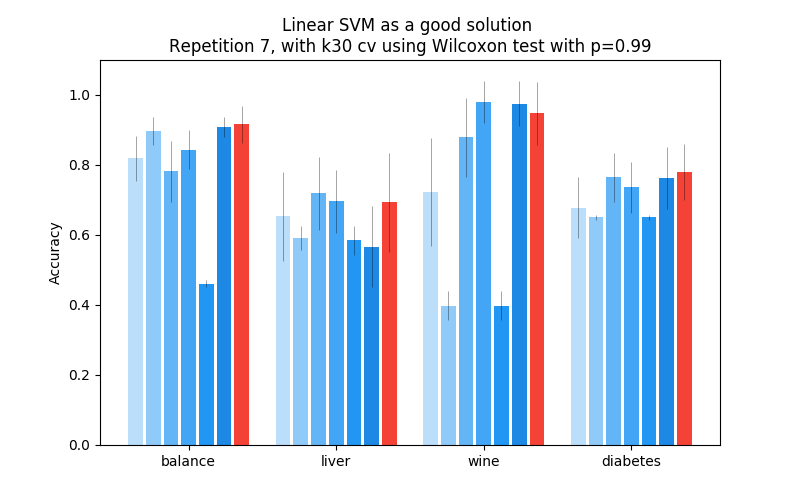 Linear SVM as a good solution
Repetition 7, with k30 cv using Wilcoxon test with p=0.99
Accuracy
1.0
0.8
0.6
0.4
0.2
0.0
balance liver wine diabetes